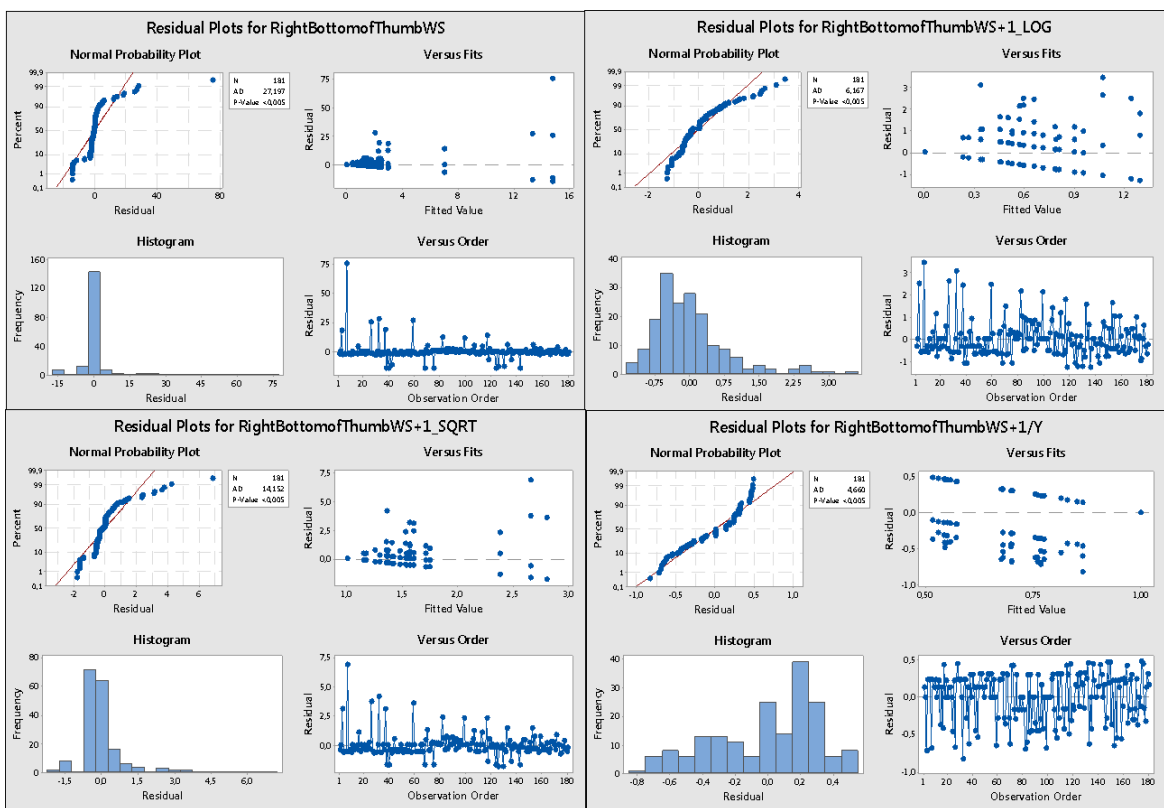 Residual Plots for RightBottomofThumbWS
Normal Probability Plot
99,9
99
90
50
10
1
0,1
Percent
0
40
80
Residual
N 181
AD 27,197
P-Value <0,005
Versus Fits
75
50
25
0
Residual
0
4
8
12
16
Fitted Value
Histogram
160
120
80
40
0
Frequency
-15
0
15
30
45
60
75
Residual
Versus Order
75
50
25
0
Residual
1
20
40
60
80
100
120
140
160
180
Observation Order
Residual Plots for RightBottomofThumbWS+1_LOG
Normal Probability Plot
99,9
99
90
50
10
1
0,1
Percent
-2
0
2
4
Residual
N 181
AD 6,167
P-Value <0,005
Versus Fits
3
2
1
0
-1
Residual
0,0
0,3
0,6
0,9
1,2
Fitted Value
Histogram
40
30
20
10
0
Frequency
-0,75
0,00
0,75
1,50
2,25
3,00
Residual
Versus Order
3
2
1
0
-1
Residual
1
20
40
60
80
100
120
140
160
180
Observation Order
Residual Plots for RightBottomofThumbWS+1_SQRT
Normal Probability Plot
99,9
99
90
50
10
1
0,1
Percent
-2
0
2
4
6
Residual
N 181
AD 14,152
P-Value <0,005
Versus Fits
7,5
5,0
2,5
0,0
Residual
1,0
1,5
2,0
2,5
3,0
Fitted Value
Histogram
80
60
40
20
0
Frequency
-1,5
0,0
1,5
3,0
4,5
6,0
Residual
Versus Order
7,5
5,0
2,5
0,0
Residual
1
20
40
60
80
100
120
140
160
180
Observation Order
Residual Plots for RightBottomofThumbWS+1/Y
Normal Probability Plot
99,9
99
90
50
10
1
0,1
Percent
-1,0
-0,5
0,0
0,5
1,0
Residual
N 181
AD 4,660
P-Value <0,005
Versus Fits
0,5
0,0
-0,5
-1,0
Residual
0,50
0,75
1,00
Fitted Value
Histogram
40
30
20
10
0
Frequency
-0,8
-0,6
-0,4
-0,2
0,0
0,2
0,4
Residual
Versus Order
0,5
0,0
-0,5
-1,0
Residual
1
20
40
60
80
100
120
140
160
180
Observation Order